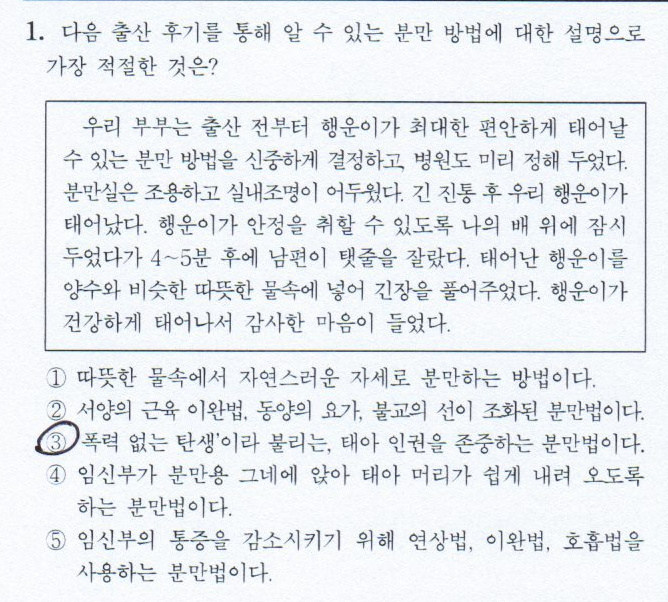 1. 다음 출산 후기를 통해 알 수 있는 분만 방법에 대한 설명으로
가장 적절한 것은?
우리 부부는 출산 전부터 행운이가 최대한 편안하게 태어날
수 있는 분만 방법을 신중하게 결정하고, 병원도 미리 정해 두었다.
분만실은 조용하고 실내조명이 어두웠다. 긴 진통 후 우리 행운이가
태어났다. 행운이가 안정을 취할 수 있도록 나의 배 위에 잠시
두었다가 4~5분 후에 남편이 탯줄을 잘랐다. 태어난 행운이를
양수와 비슷한 따뜻한 물속에 넣어 긴장을 풀어주었다. 행운이가
건강하게 태어나서 감사한 마음이 들었다.
① 따뜻한 물속에서 자연스러운 자세로 분만하는 방법이다.
② 서양의 근육 이완법, 동양의 요가, 불교의 선이 조화된 분만법이다.
③ 폭력 없는 탄생'이라 불리는, 태아 인권을 존중하는 분만법이다.
④ 임신부가 분만용 그네에 앉아 태아 머리가 쉽게 내려 오도록
하는 분만법이다.
⑤ 임신부의 통증을 감소시키기 위해 연상법, 이완법, 호흡법을
사용하는 분만법이다.